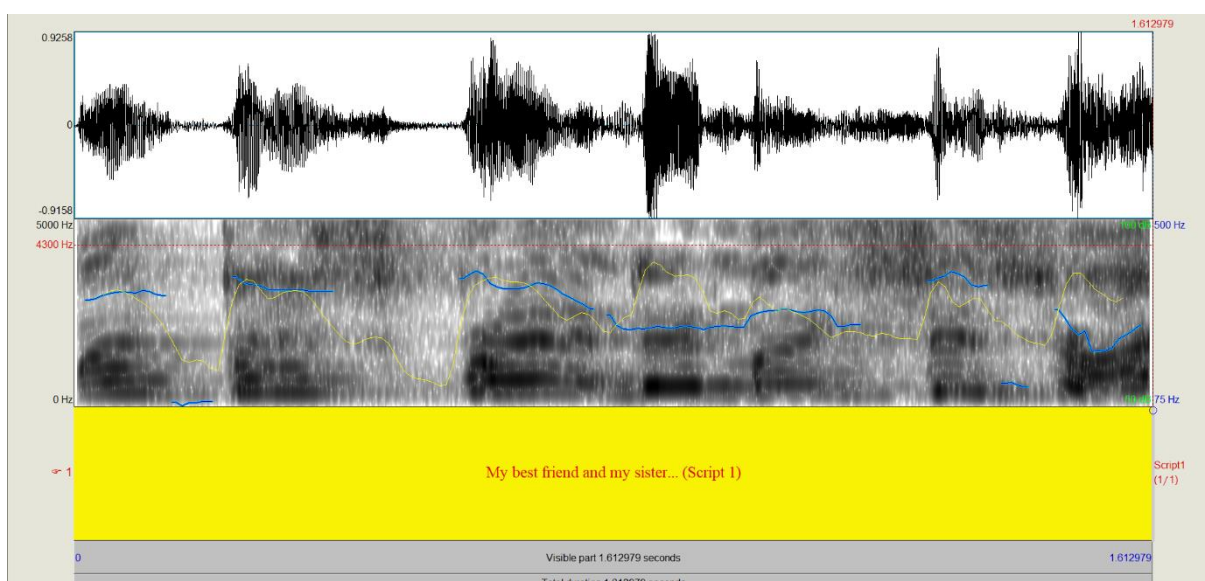 1.612979
0.9258
0
-0.9158
5000 Hz
500 Hz
4300 Hz
0 Hz
75 Hz
1
My best friend and my sister... (Script 1)
Script1
(1/1)
0
Visible part 1.612979 seconds
1.612979